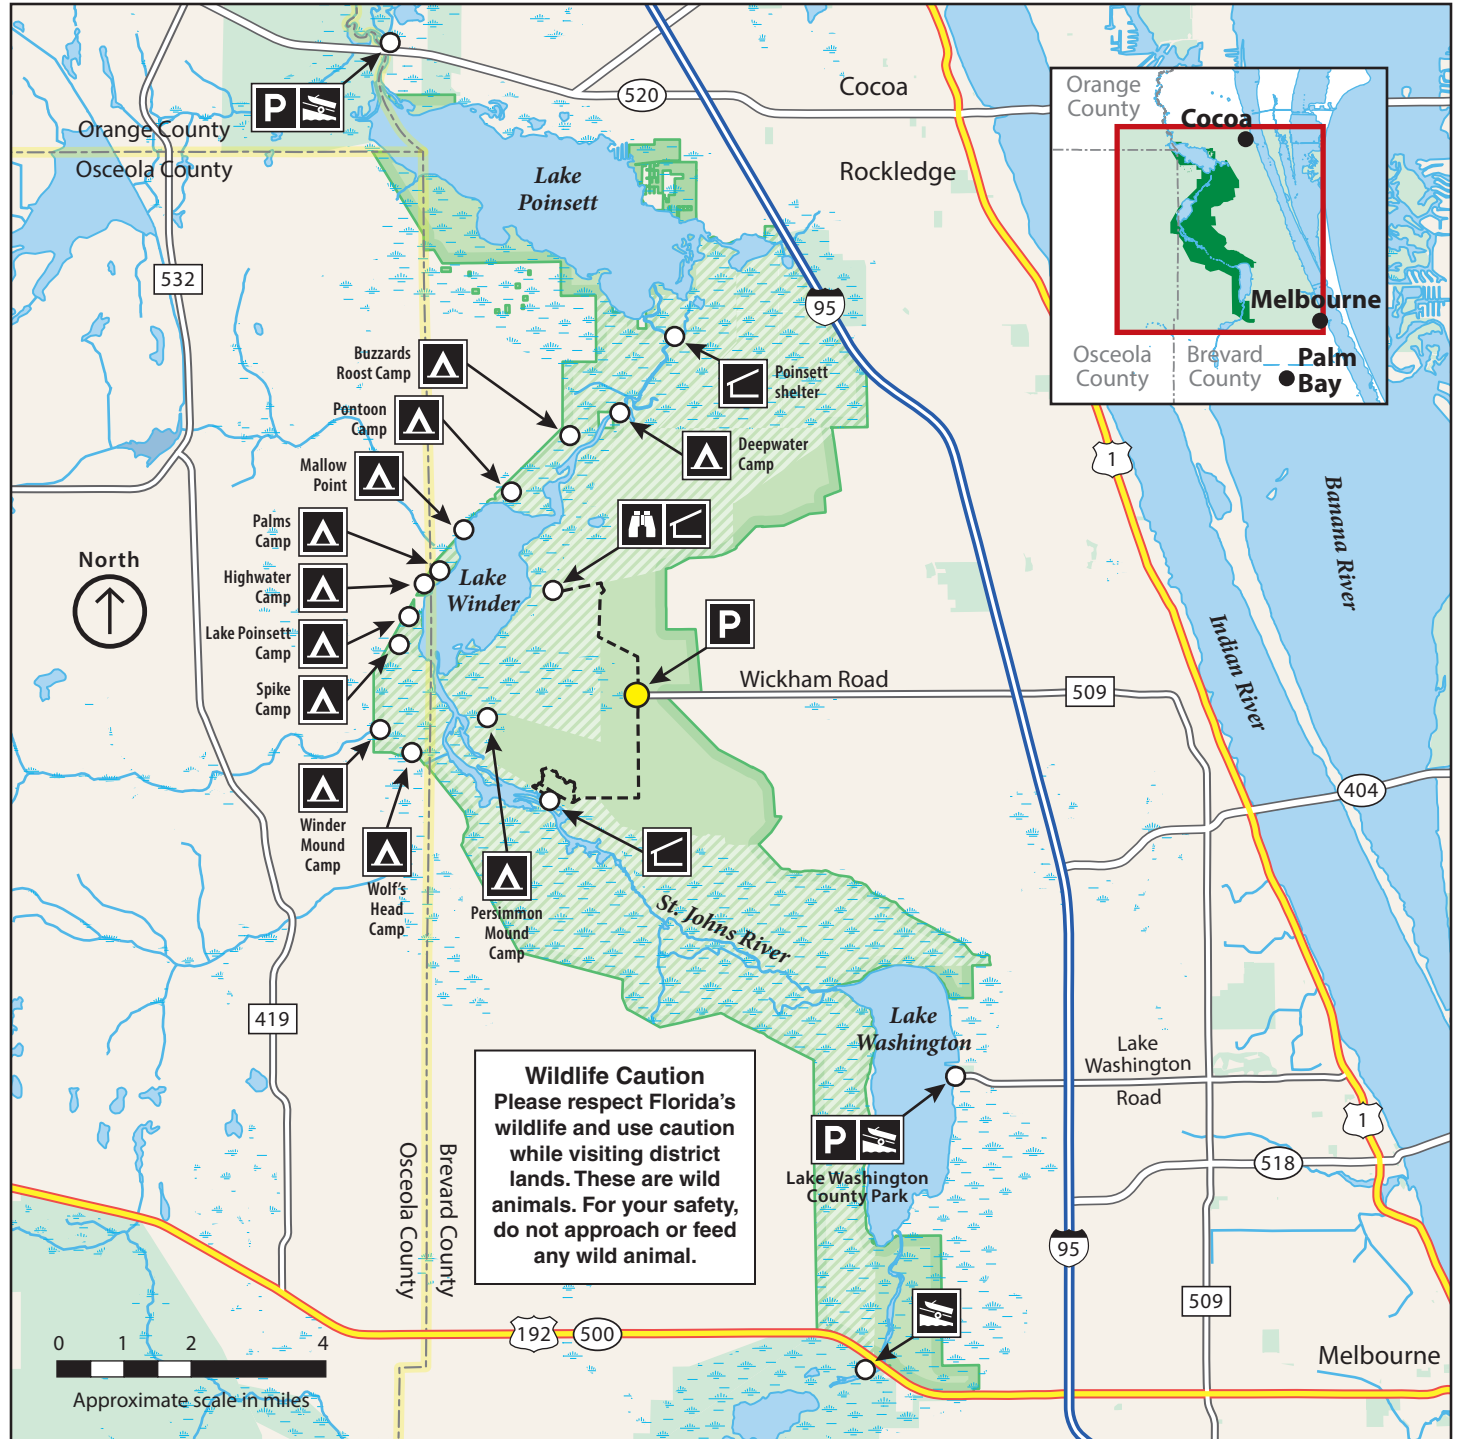 P
520
Cocoa
Orange County
Osceola County
Lake
Poinsett
Rockledge
Orange
County
Cocoa
Melbourne
Osceola
County
Brevard
County
Palm
Bay
532
95
Buzzards
Roost Camp
Poinsett
shelter
Pontoon
Camp
Deepwater
Camp
1
Mallow
Point
Banana River
Palms
Camp
North
Highwater
Camp
Lake
Winder
Lake Poinsett
Camp
P
Indian River
Spike
Camp
Wickham Road
509
404
Winder
Mound
Camp
Wolf's
Head
Camp
Persimmon
Mound
Camp
St. Johns River
419
Lake
Washington
Lake
Washington
Road
Wildlife Caution
Please respect Florida's
wildlife and use caution
while visiting district
lands. These are wild
animals. For your safety,
do not approach or feed
any wild animal.
P
Lake Washington
County Park
1
518
Osceola County
Brevard County
95
509
192
500
0 1 2 4
Approximate scale in miles
Melbourne